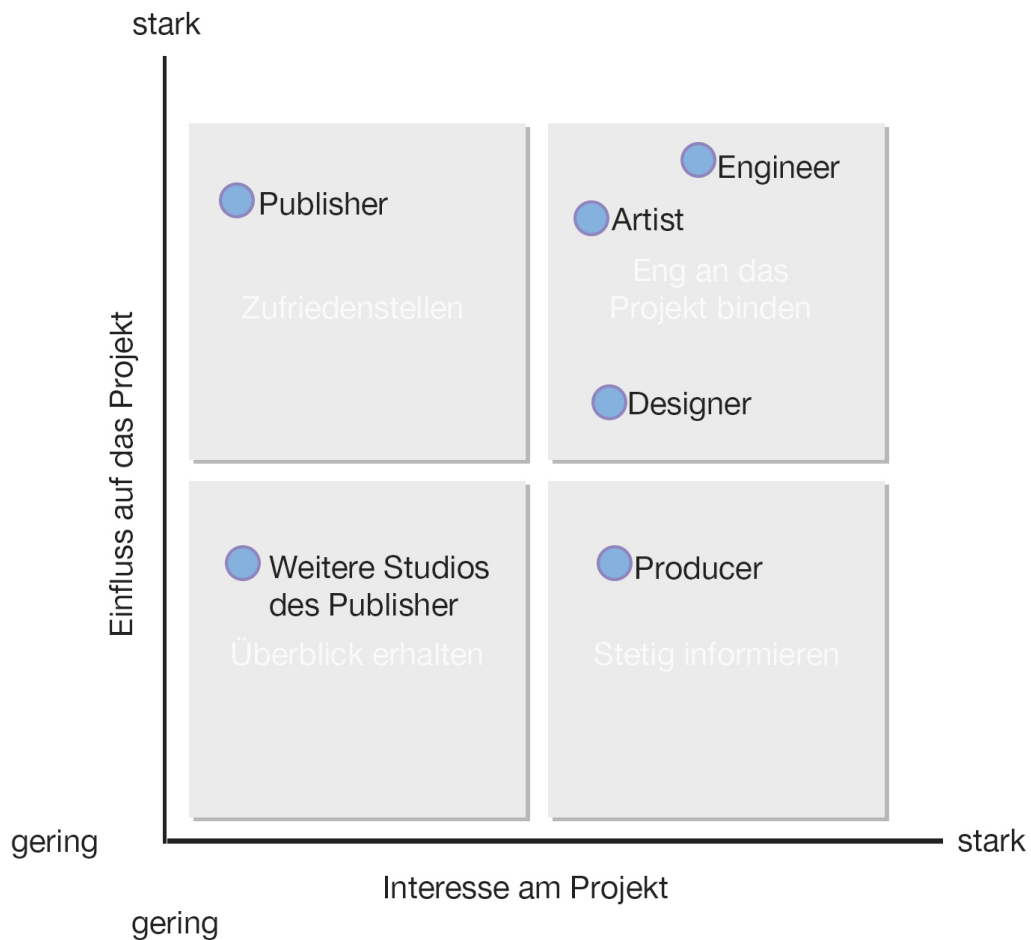 stark
Engineer
Publisher
Artist
Eng an das
Projekt binden
Zufriedenstellen
Designer
Einfluss auf das Projekt
Weitere Studios
des Publisher
Producer
Überblick erhalten
Stetig informieren
gering
stark
Interesse am Projekt
gering